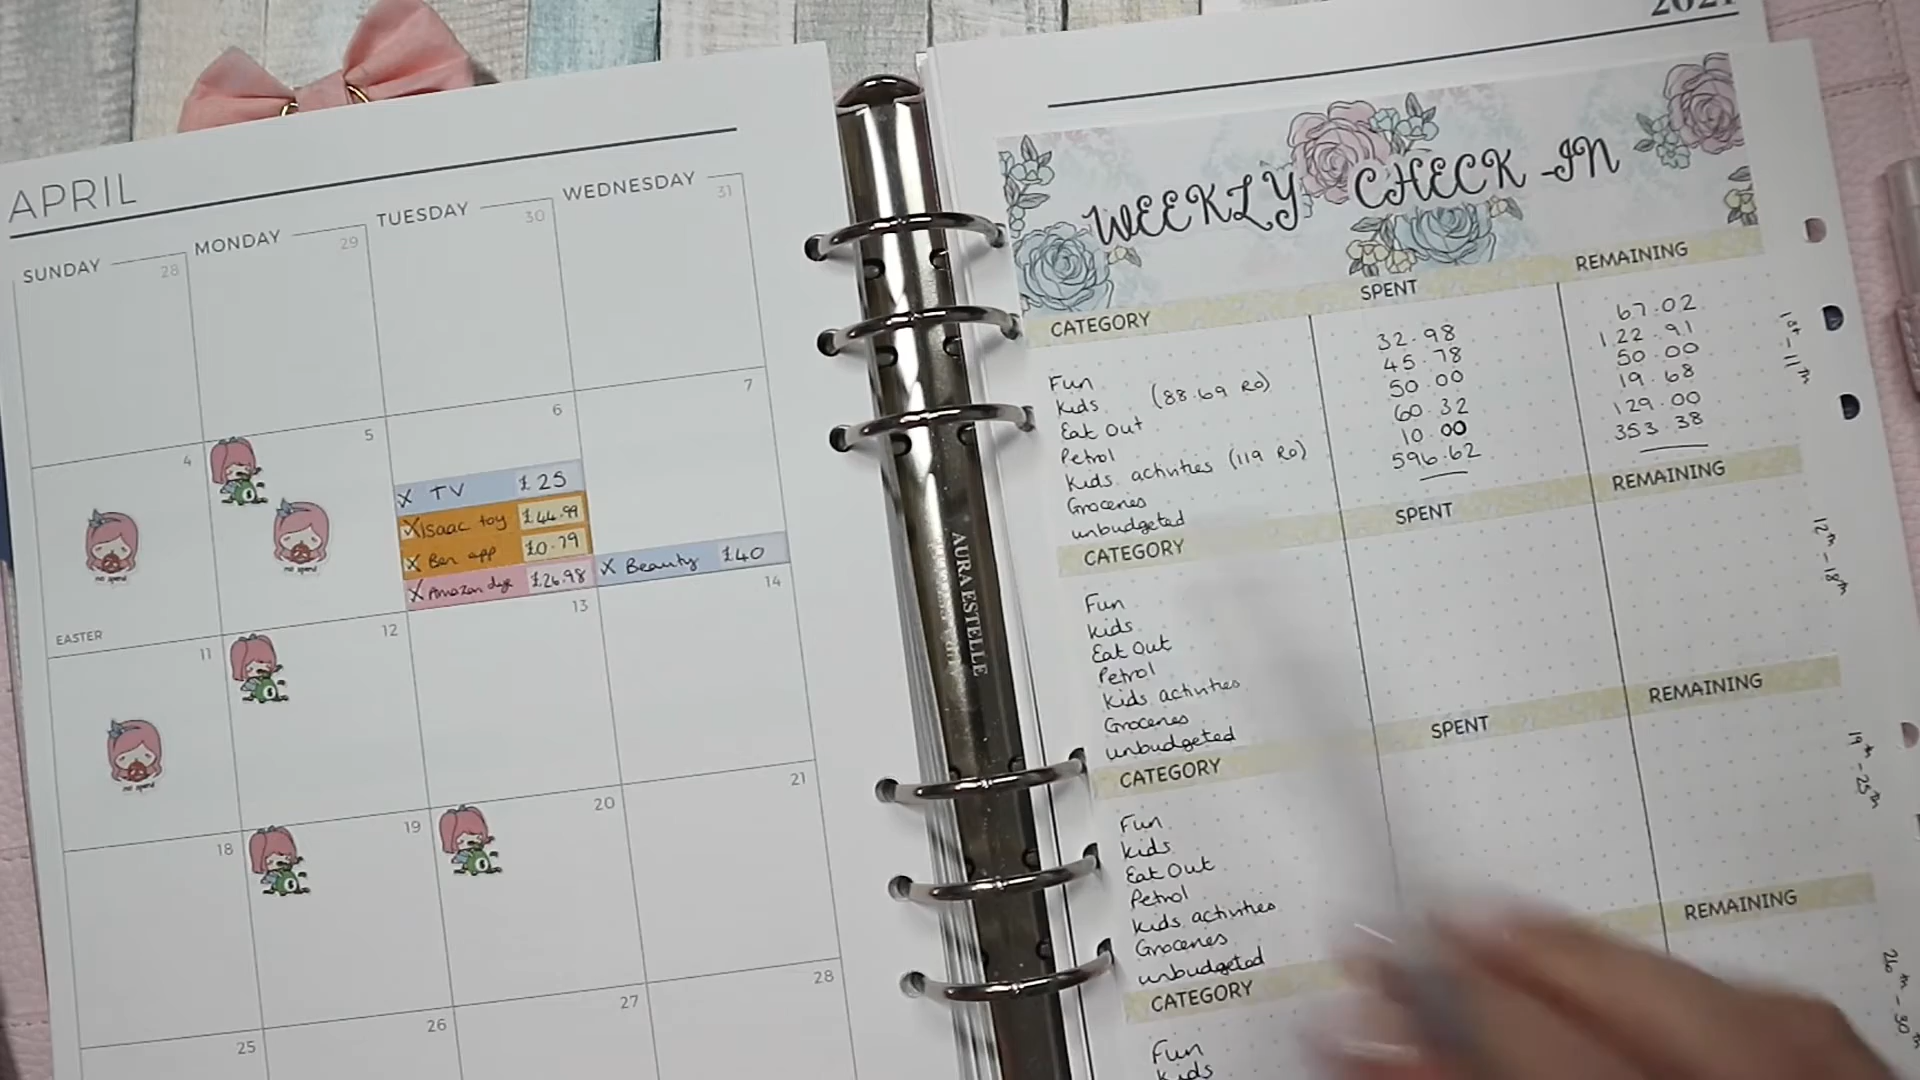 APRIL
SUNDAY 28
MONDAY 29
TUESDAY 30
WEDNESDAY 31
4
EASTER
5
6
X TV £25
X Isaac toy £44.99
X Ben app £0.79
X Amazon £26.98
7
X Beauty £40
11
12
13
14
18
19
20
21
25
26
27
28
no spend
no spend
no spend
AURA ESTELLE
2021
WEEKLY CHECK-IN
CATEGORY SPENT REMAINING
Fun 32.98 67.02
Kids (88.69 RO) 45.78 122.91
Eat Out 50.00 50.00
Petrol 60.32 19.68
Kids activities (119 RO) 10.00 129.00
Groceries 596.62 353.38
unbudgeted — —
1st - 11th
CATEGORY SPENT REMAINING
Fun
Kids
Eat Out
Petrol
Kids activities
Groceries
unbudgeted
12th - 18th
CATEGORY SPENT REMAINING
Fun
Kids
Eat Out
Petrol
Kids activities
Groceries
unbudgeted
19th - 25th
CATEGORY REMAINING
Fun
Kids
26th - 30th